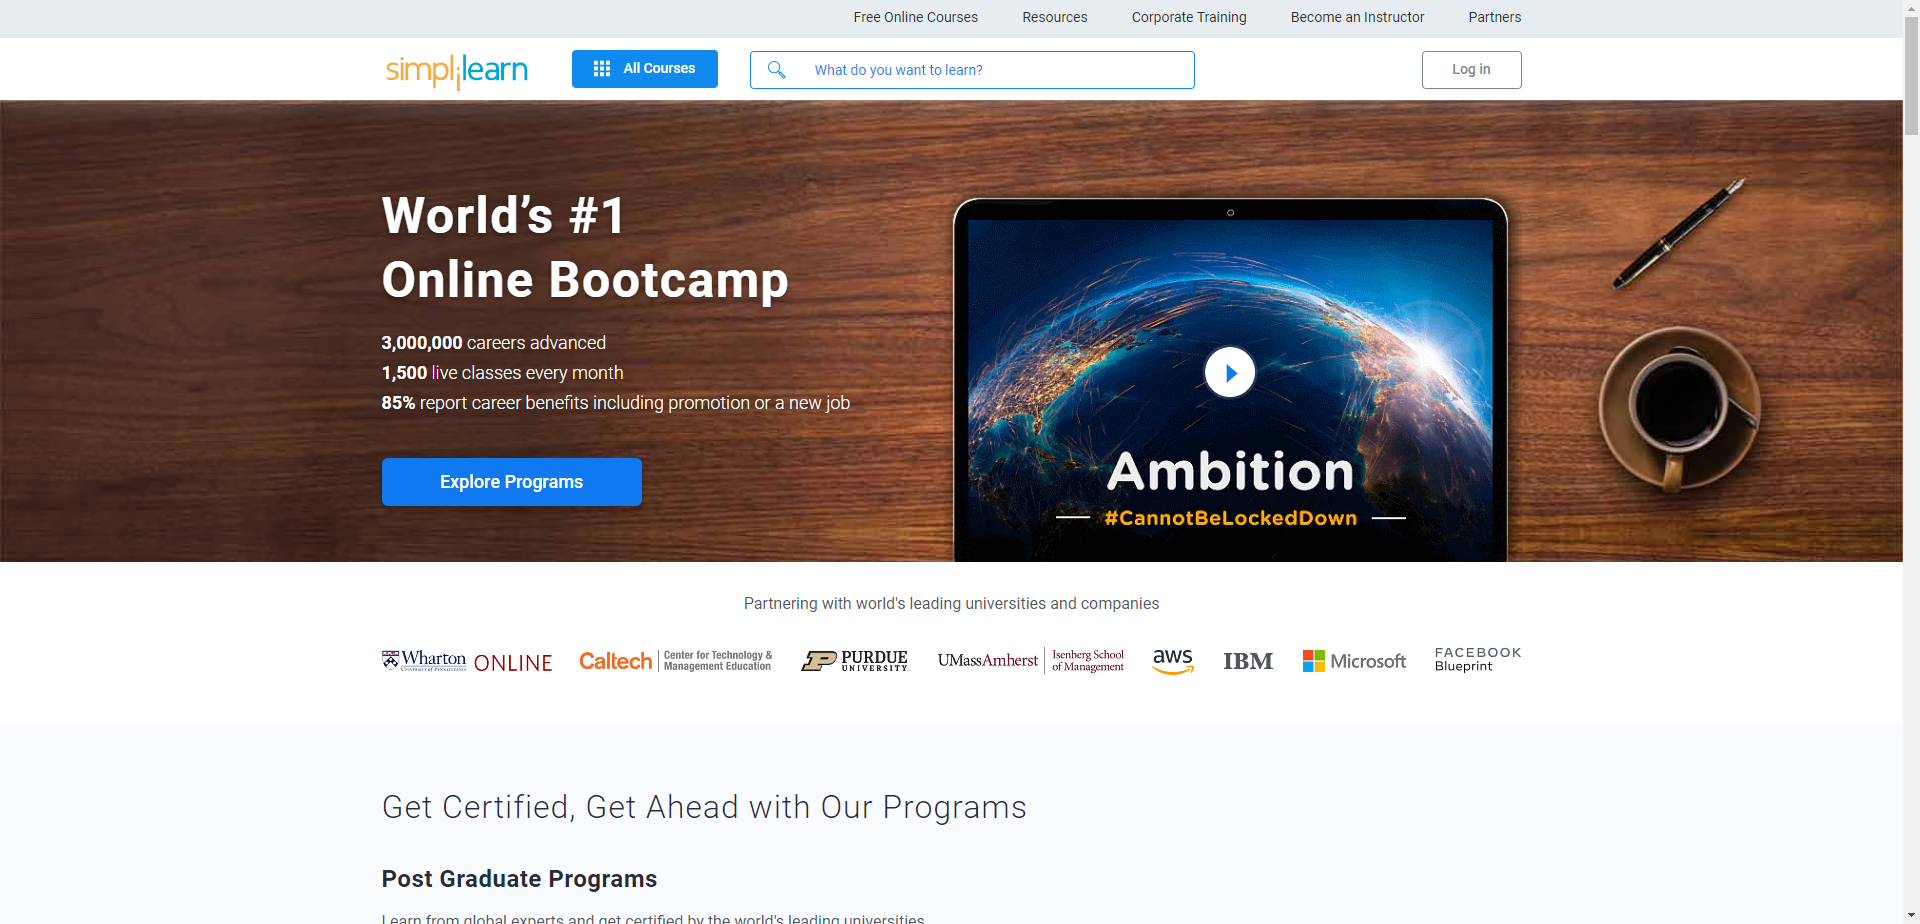 Free Online Courses Resources Corporate Training Become an Instructor Partners
simplilearn All Courses What do you want to learn? Log in
World's #1
Online Bootcamp
3,000,000 careers advanced
1,500 live classes every month
85% report career benefits including promotion or a new job
Explore Programs
Ambition
#CannotBeLockedDown
Partnering with world's leading universities and companies
Wharton ONLINE
Caltech Center for Technology &
Management Education
PURDUE
UNIVERSITY
UMassAmherst Isenberg School
of Management
aws
IBM
Microsoft
FACEBOOK
Blueprint
Get Certified, Get Ahead with Our Programs
Post Graduate Programs
Learn from global experts and get certified by the world's leading universities